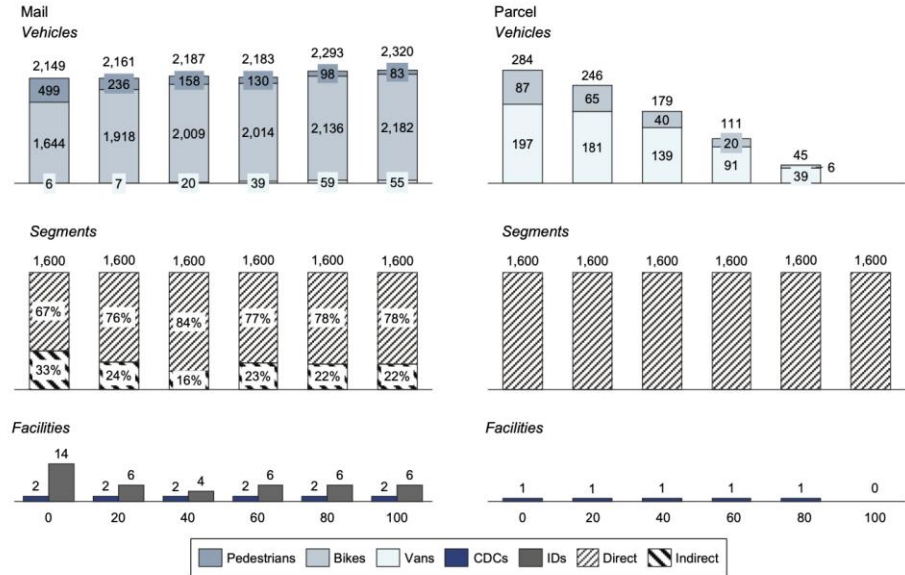 Mail
Vehicles
2,149 2,161 2,187 2,183 2,293 2,320
499 236 158 130 98 83
1,644 1,918 2,009 2,014 2,136 2,182
6 7 20 39 59 55
Segments
1,600 1,600 1,600 1,600 1,600 1,600
67% 76% 84% 77% 78% 78%
33% 24% 16% 23% 22% 22%
Facilities
14
2 2 6 2 4 2 6 2 6 2 6
0 20 40 60 80 100
Parcel
Vehicles
284 246 179 111 45
87 65 40 20 6
197 181 139 91 39
Segments
1,600 1,600 1,600 1,600 1,600 1,600
Facilities
1 1 1 1 1 0
0 20 40 60 80 100
Pedestrians Bikes Vans CDCs IDs Direct Indirect